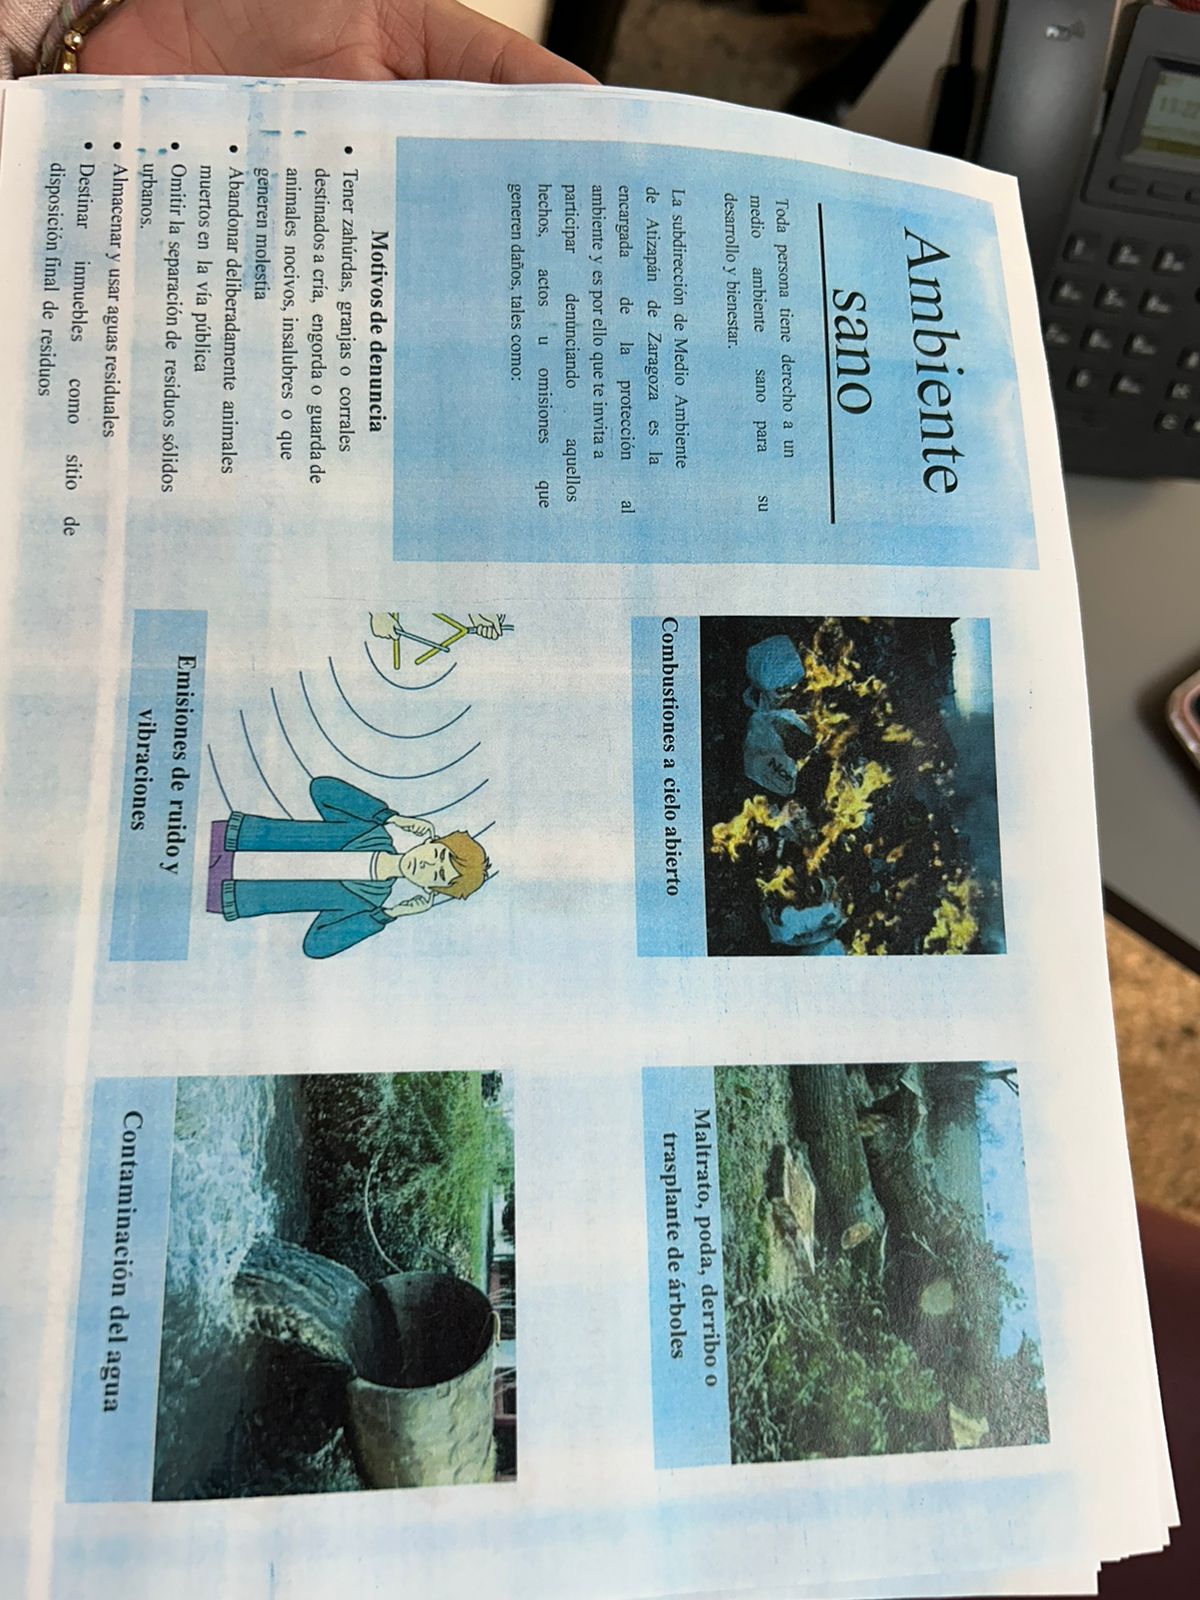 Ambiente
sano
Toda persona tiene derecho a un
medio ambiente sano para su
desarrollo y bienestar.
La subdirección de Medio Ambiente
de Atizapán de Zaragoza es la
encargada de la protección al
ambiente y es por ello que te invita a
participar denunciando aquellos
hechos, actos u omisiones que
generen daños, tales como:
Motivos de denuncia
• Tener zahúrdas, granjas o corrales
destinados a cría, engorda o guarda de
animales nocivos, insalubres o que
generen molestía
• Abandonar deliberadamente animales
muertos en la vía pública
• Omitir la separación de residuos sólidos
urbanos.
• Almacenar y usar aguas residuales
• Destinar inmuebles como sitio de
disposición final de residuos
Combustiones a cielo abierto
Emisiones de ruido y
vibraciones
Maltrato, poda, derribo o
trasplante de árboles
Contaminación del agua